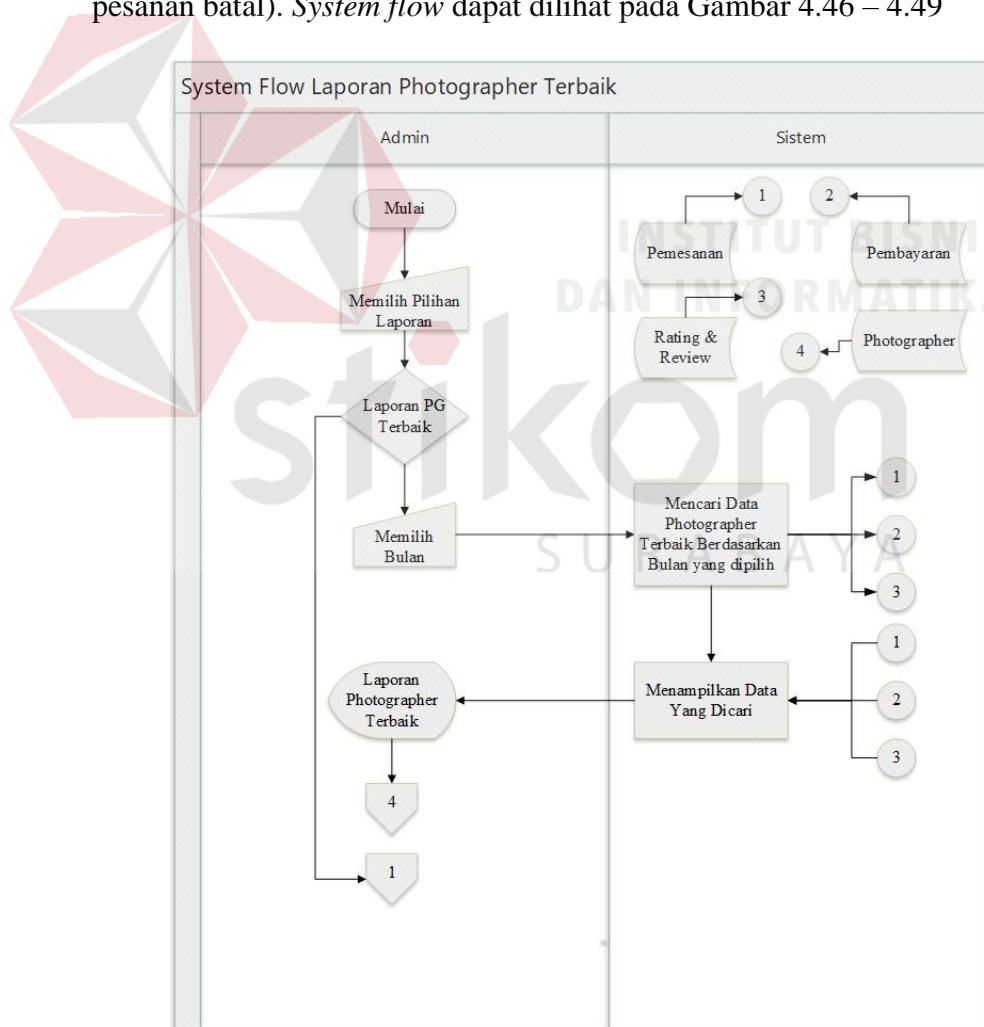 pesanan batal). System flow dapat dilihat pada Gambar 4.46 – 4.49
System Flow Laporan Photographer Terbaik
Admin
Sistem
Mulai
Memilih Pilihan
Laporan
Laporan PG
Terbaik
Memilih
Bulan
Laporan
Photographer
Terbaik
4
1
1
2
Pemesanan
Pembayaran
3
Rating &
Review
4
Photographer
Mencari Data
Photographer
Terbaik Berdasarkan
Bulan yang dipilih
1
2
3
Menampilkan Data
Yang Dicari
1
2
3
INSTITUT BISNI
DAN INFORMATIKA
stikom
SURABAYA